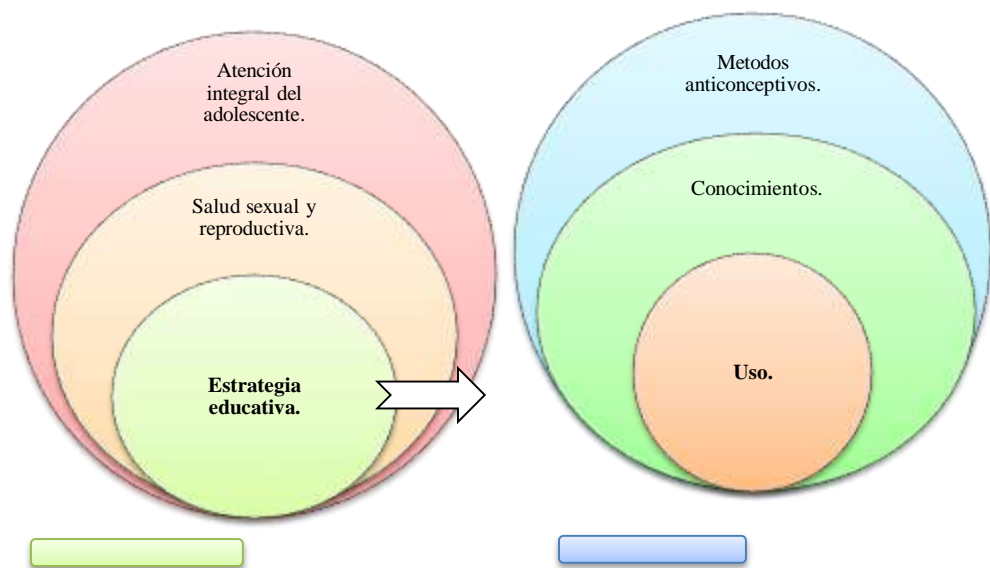 Atención
integral del
adolescente.
Salud sexual y
reproductiva.
Estrategia
educativa.
Metodos
anticonceptivos.
Conocimientos.
Uso.